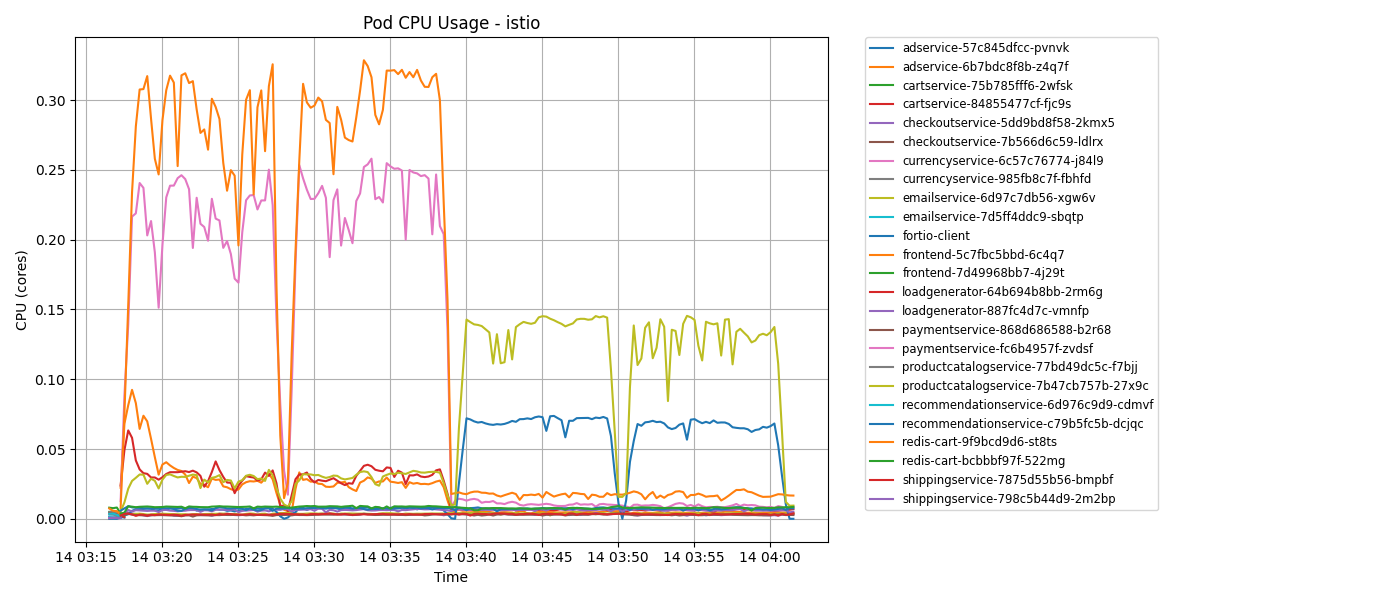 Pod CPU Usage - istio
CPU (cores)
0.30
0.25
0.20
0.15
0.10
0.05
0.00
14 03:15 14 03:20 14 03:25 14 03:30 14 03:35 14 03:40 14 03:45 14 03:50 14 03:55 14 04:00
Time
adservice-57c845dfcc-pvnvk
adservice-6b7bdc8f8b-z4q7f
cartservice-75b785fff6-2wfsk
cartservice-84855477cf-fjc9s
checkoutservice-5dd9bd8f58-2kmx5
checkoutservice-7b566d6c59-ldlrx
currencyservice-6c57c76774-j84l9
currencyservice-985fb8c7f-fbhfd
emailservice-6d97c7db56-xgw6v
emailservice-7d5ff4ddc9-sbqtp
fortio-client
frontend-5c7fbc5bbd-6c4q7
frontend-7d49968bb7-4j29t
loadgenerator-64b694b8bb-2rm6g
loadgenerator-887fc4d7c-vmnfp
paymentservice-868d686588-b2r68
paymentservice-fc6b4957f-zvdsf
productcatalogservice-77bd49dc5c-f7bjj
productcatalogservice-7b47cb757b-27x9c
recommendationservice-6d976c9d9-cdmvf
recommendationservice-c79b5fc5b-dcjqc
redis-cart-9f9bcd9d6-st8ts
redis-cart-bcbbbf97f-522mg
shippingservice-7875d55b56-bmpbf
shippingservice-798c5b44d9-2m2bp